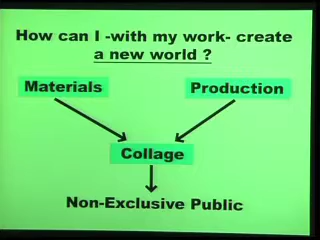 How can I -with my work- create
a new world ?
Materials
Production
Collage
Non-Exclusive Public